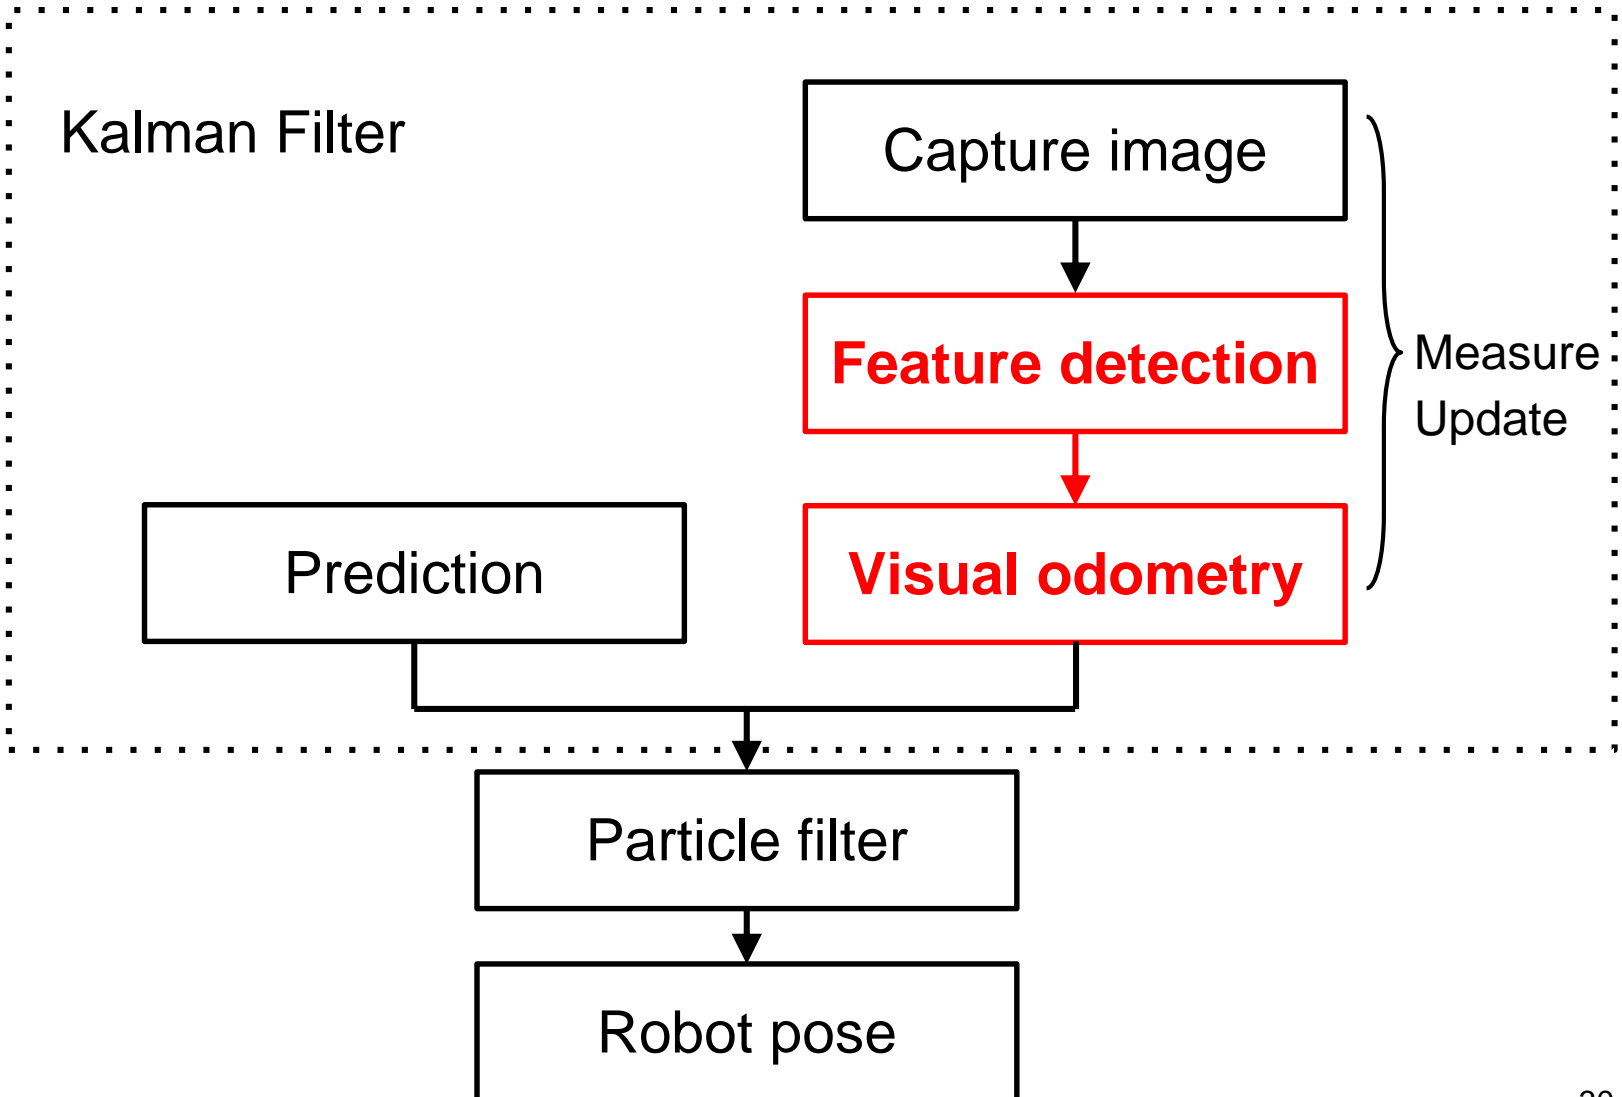 Kalman Filter
Capture image
Feature detection
Measure
Update
Prediction
Visual odometry
Particle filter
Robot pose